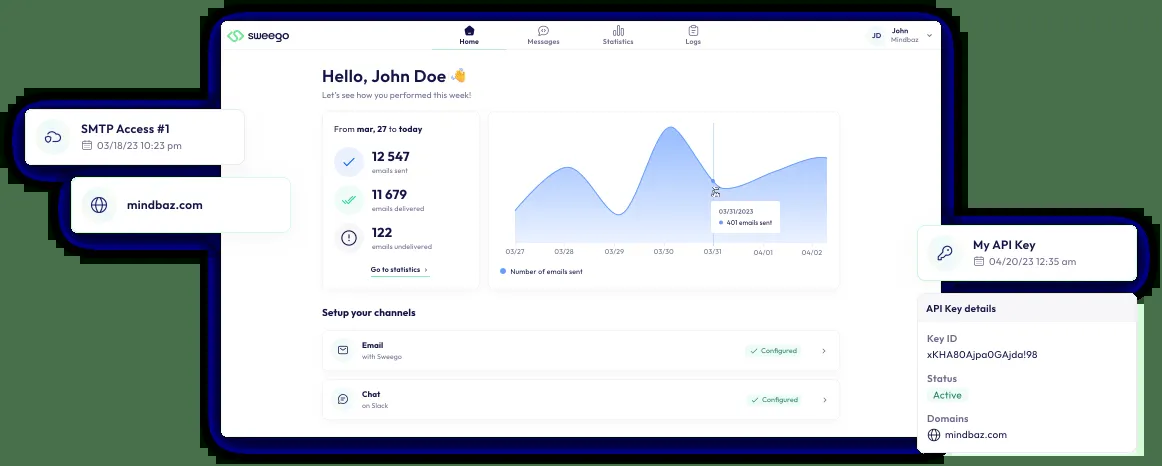 sweego
Home
Messages
Statistics
Logs
JD
John
Mindbaz
Hello, John Doe 👋
Let's see how you performed this week!
SMTP Access #1
03/18/23 10:23 pm
mindbaz.com
From mar, 27 to today
12 547
emails sent
11 679
emails delivered
122
emails undelivered
Go to statistics ›
03/31/2023
401 emails sent
03/27
03/28
03/29
03/30
03/31
04/01
04/02
Number of emails sent
Setup your channels
Email
with Sweego
Configured
Chat
on Slack
Configured
My API Key
04/20/23 12:35 am
API Key details
Key ID
xKHA80Ajpa0GAjda!98
Status
Active
Domains
mindbaz.com